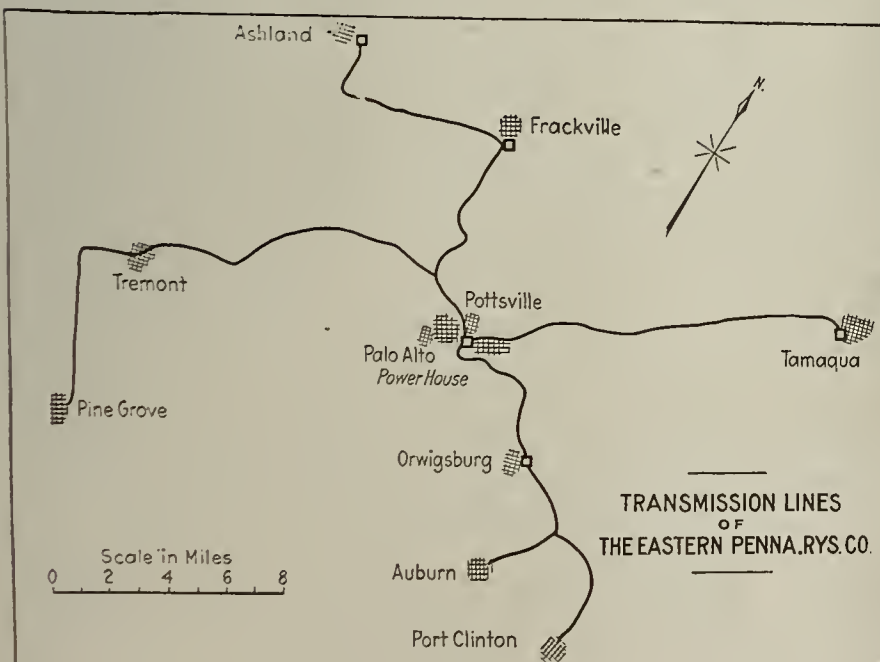 Ashland
N.
Frackville
Tremont
Pottsville
Palo Alto
Power House
Tamaqua
Pine Grove
Orwigsburg
TRANSMISSION LINES
OF
THE EASTERN PENNA. RYS. CO.
Scale in Miles
0 2 4 6 8
Auburn
Port Clinton